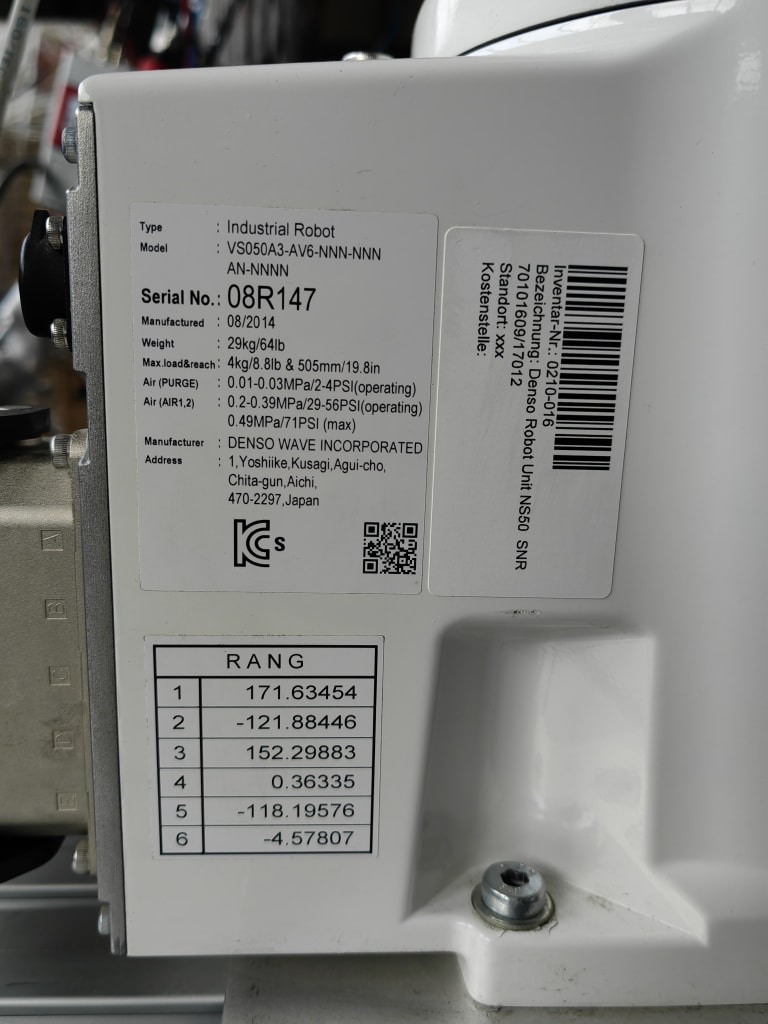 Type : Industrial Robot
Model : VS050A3-AV6-NNN-NNN
AN-NNNN
Serial No.: 08R147
Manufactured : 08/2014
Weight : 29kg/64lb
Max.load&reach : 4kg/8.8lb & 505mm/19.8in
Air (PURGE) : 0.01-0.03MPa/2-4PSI(operating)
Air (AIR1,2) : 0.2-0.39MPa/29-56PSI(operating)
0.49MPa/71PSI (max)
Manufacturer : DENSO WAVE INCORPORATED
Address : 1,Yoshiike,Kusagi,Agui-cho,
Chita-gun,Aichi,
470-2297,Japan
KC s
Inventar-Nr.: 0210-016
Bezeichnung: Denso Robot Unit NS50 SNR
70101609/17012
Standort: xxx
Kostenstelle:
RANG
1 171.63454
2 -121.88446
3 152.29883
4 0.36335
5 -118.19576
6 -4.57807
A
B
C
D
E